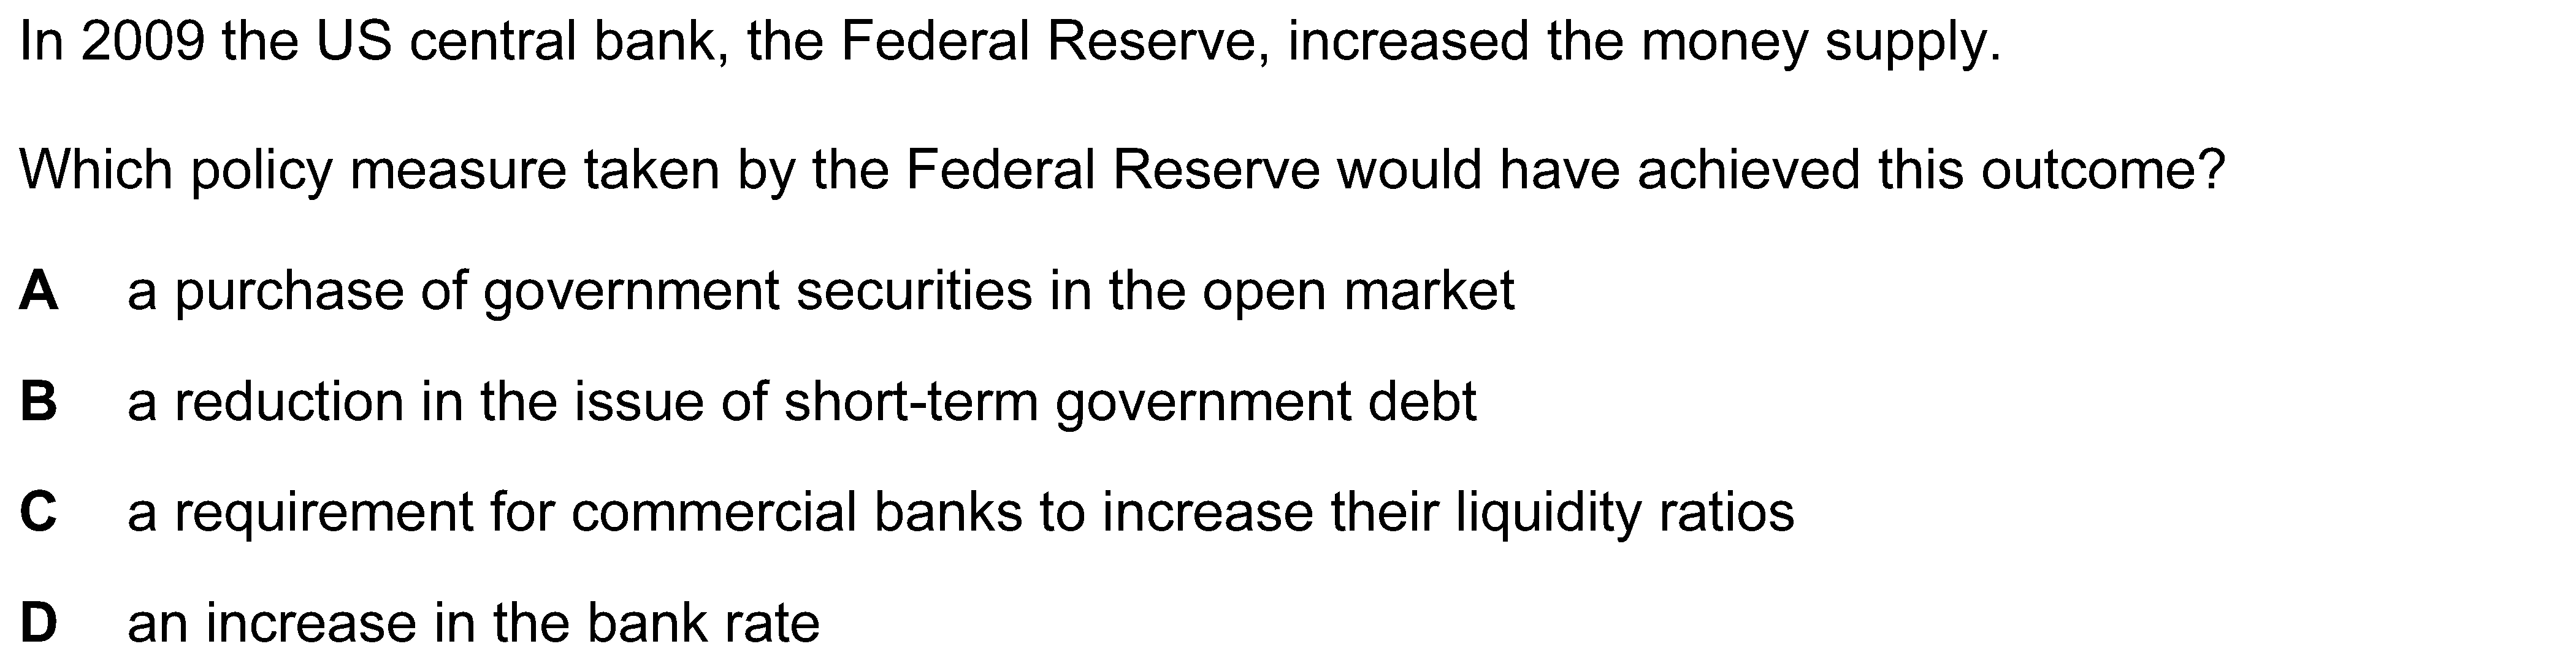 In 2009 the US central bank, the Federal Reserve, increased the money supply.
Which policy measure taken by the Federal Reserve would have achieved this outcome?
A a purchase of government securities in the open market
B a reduction in the issue of short-term government debt
C a requirement for commercial banks to increase their liquidity ratios
D an increase in the bank rate